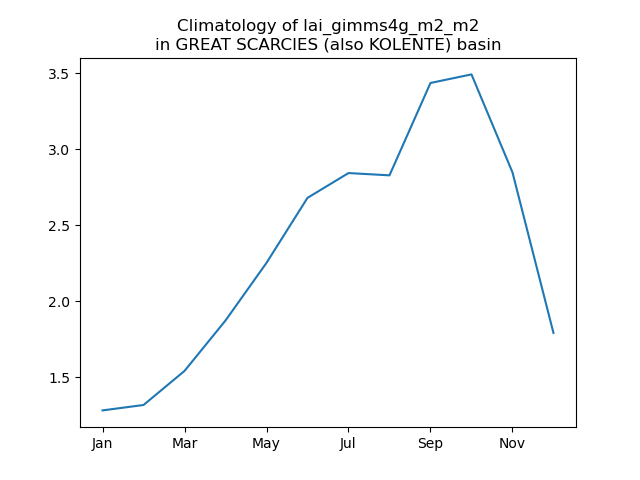 Climatology of lai_gimms4g_m2_m2
in GREAT SCARCIES (also KOLENTE) basin
3.5
3.0
2.5
2.0
1.5
Jan Mar May Jul Sep Nov